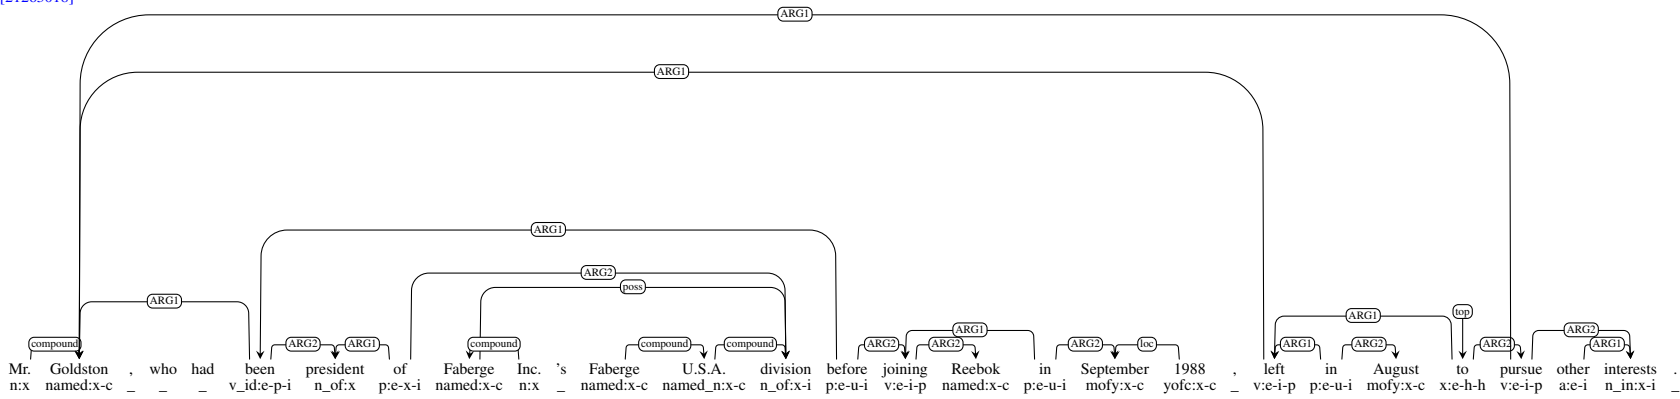 ARG1
ARG1
ARG1
ARG2
poss
ARG1
top
ARG1
ARG1
compound ARG2 ARG1 compound compound compound ARG2 ARG2 ARG2 loc ARG1 ARG2 ARG2 ARG2 ARG1
Mr. Goldston , who had been president of Faberge Inc. 's Faberge U.S.A. division before joining Reebok in September 1988 , left in August to pursue other interests .
n:x named:x-c _ _ _ v_id:e-p-i n_of:x p:e-x-i named:x-c n:x _ named:x-c named_n:x-c n_of:x-i p:e-u-i v:e-i-p named:x-c p:e-u-i mofy:x-c yofc:x-c _ v:e-i-p p:e-u-i mofy:x-c x:e-h-h v:e-i-p a:e-i n_in:x-i _